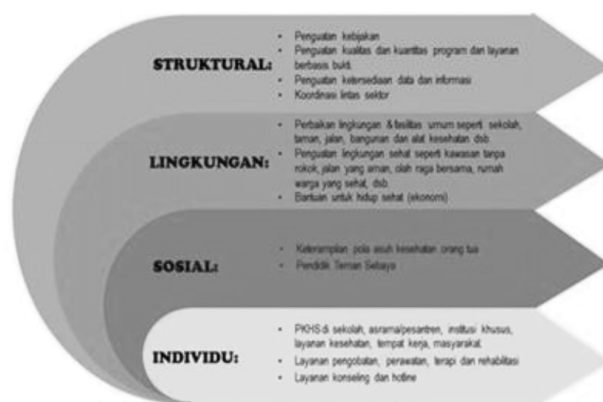 STRUKTURAL:
• Penguatan kebijakan
• Penguatan kualitas dan kuantitas program dan layanan
berbasis bukti
• Penguatan ketersediaan data dan informasi
• Koordinasi lintas sektor
LINGKUNGAN:
• Perbaikan lingkungan & fasilitas umum seperti sekolah,
taman, jalan, bangunan dan alat kesehatan dsb.
• Penguatan lingkungan sehat seperti kawasan tanpa
rokok, jalan yang aman, olah raga bersama, rumah
warga yang sehat, dsb.
• Bantuan untuk hidup sehat (ekonomi)
SOSIAL:
• Keterampilan pola asuh kesehatan orang tua
• Pendidik Teman Sebaya
INDIVIDU:
• PKHS di sekolah, asrama/pesantren, institusi khusus,
layanan kesehatan, tempat kerja, masyarakat.
• Layanan pengobatan, perawatan, terapi dan rehabilitasi
• Layanan konseling dan hotline